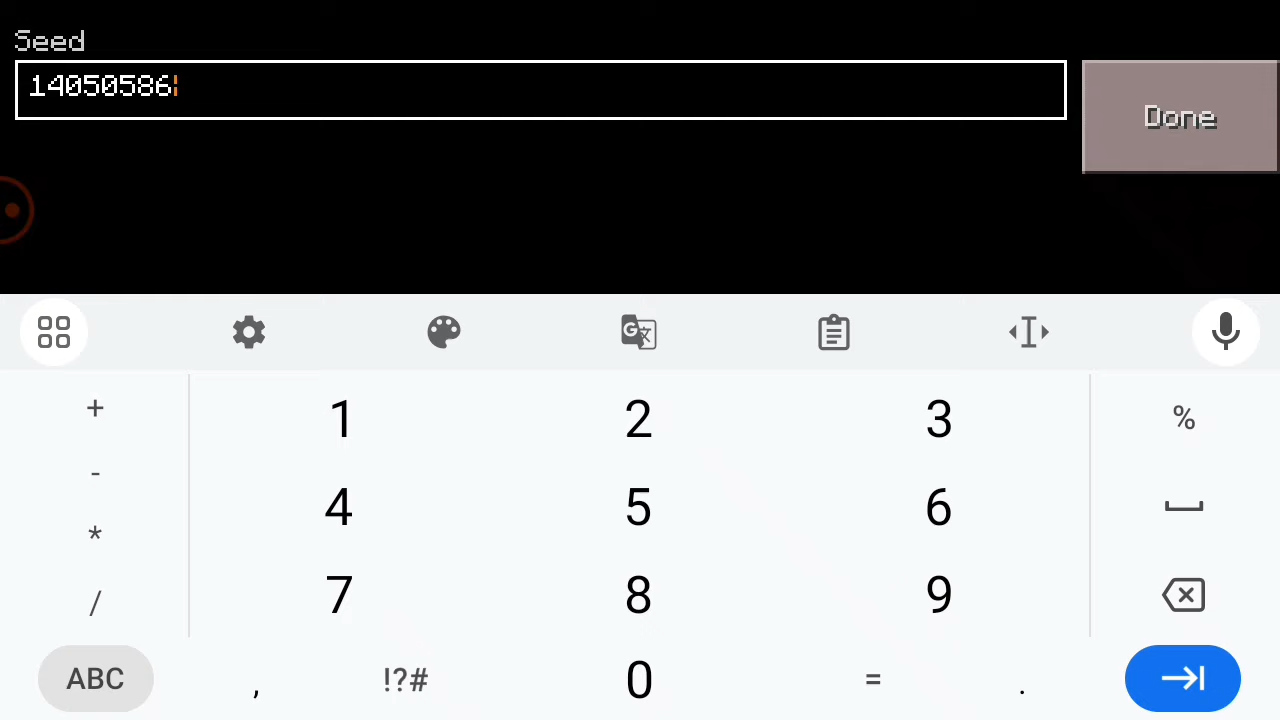 Seed
14050586
Done
+ 1 2 3 %
-
4 5 6
*
7 8 9
/
ABC , !?# 0 = .